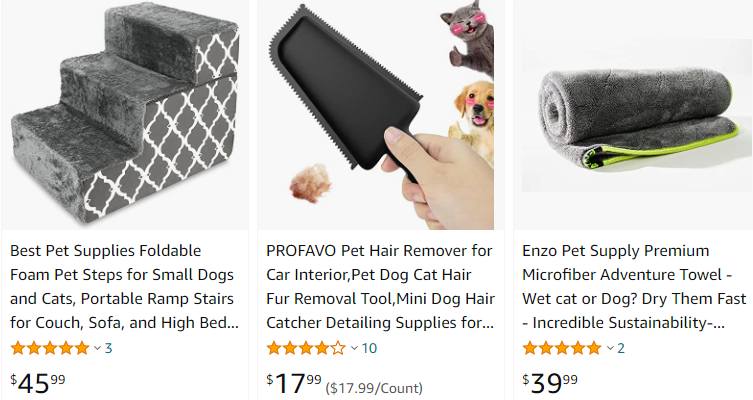 Best Pet Supplies Foldable
Foam Pet Steps for Small Dogs
and Cats, Portable Ramp Stairs
for Couch, Sofa, and High Bed...
3
$45.99
PROFAVO Pet Hair Remover for
Car Interior,Pet Dog Cat Hair
Fur Removal Tool,Mini Dog Hair
Catcher Detailing Supplies for...
10
$17.99 ($17.99/Count)
Enzo Pet Supply Premium
Microfiber Adventure Towel -
Wet cat or Dog? Dry Them Fast
- Incredible Sustainability-...
2
$39.99